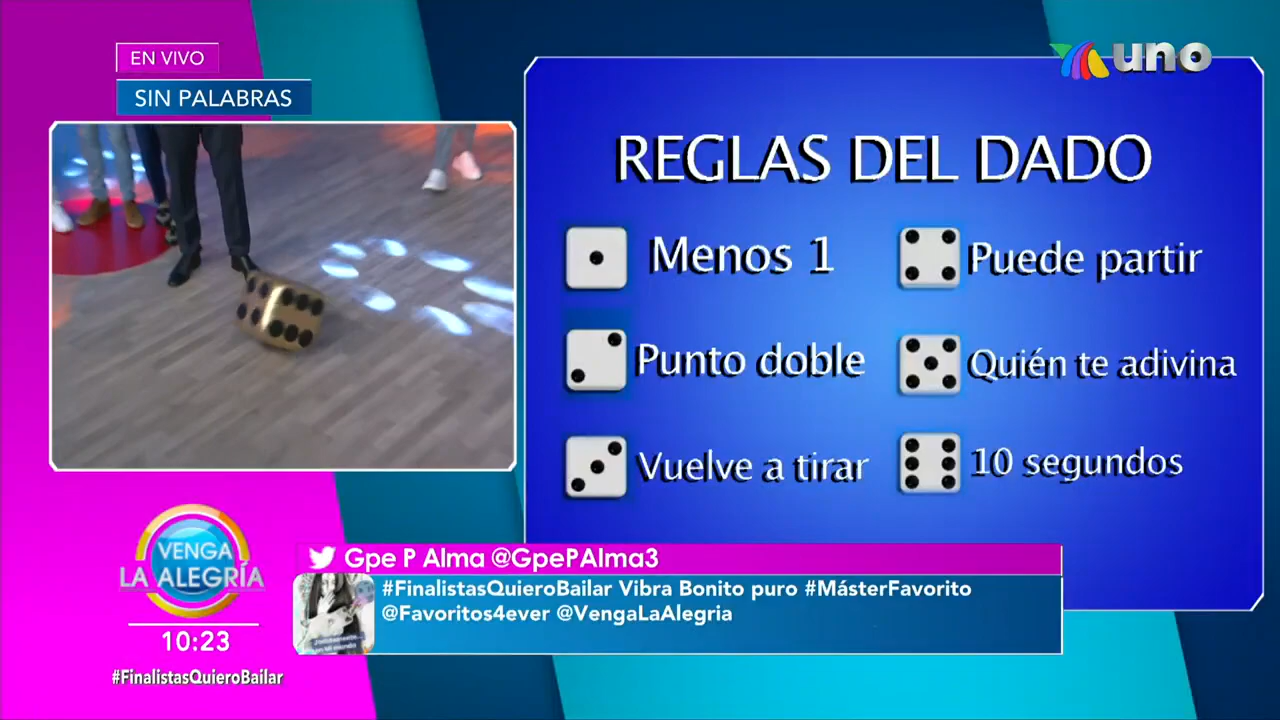 EN VIVO
SIN PALABRAS
uno
REGLAS DEL DADO
Menos 1
Puede partir
Punto doble
Quién te adivina
Vuelve a tirar
10 segundos
VENGA
LA ALEGRÍA
10:23
#FinalistasQuieroBailar
Gpe P Alma @GpePAlma3
#FinalistasQuieroBailar Vibra Bonito puro #MásterFavorito
@Favoritos4ever @VengaLaAlegria